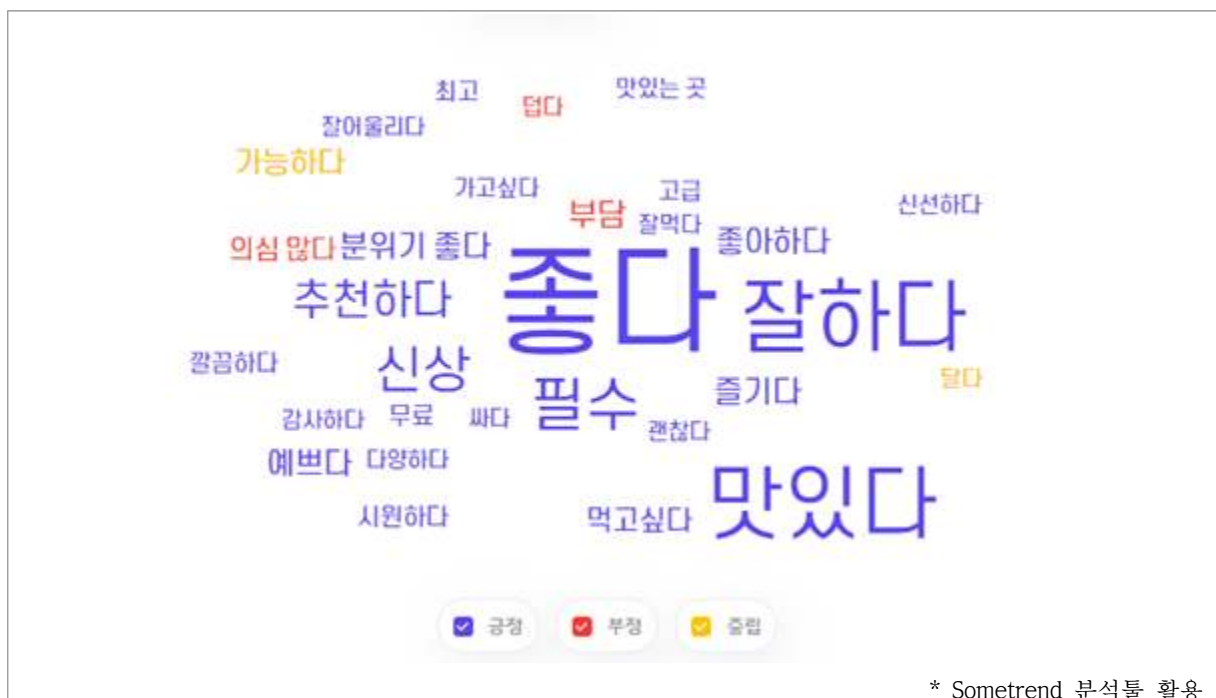 최고
맛있는 곳
덥다
잘어울리다
가능하다
가고싶다
고급
신선하다
부담
잘먹다
의심 많다
분위기 좋다
좋아하다
좋다
추천하다
잘하다
깔끔하다
신상
필수
즐기다
달다
감사하다
무료
싸다
괜찮다
예쁘다
다양하다
맛있다
시원하다
먹고싶다
긍정
부정
중립
* Sometrend 분석툴 활용